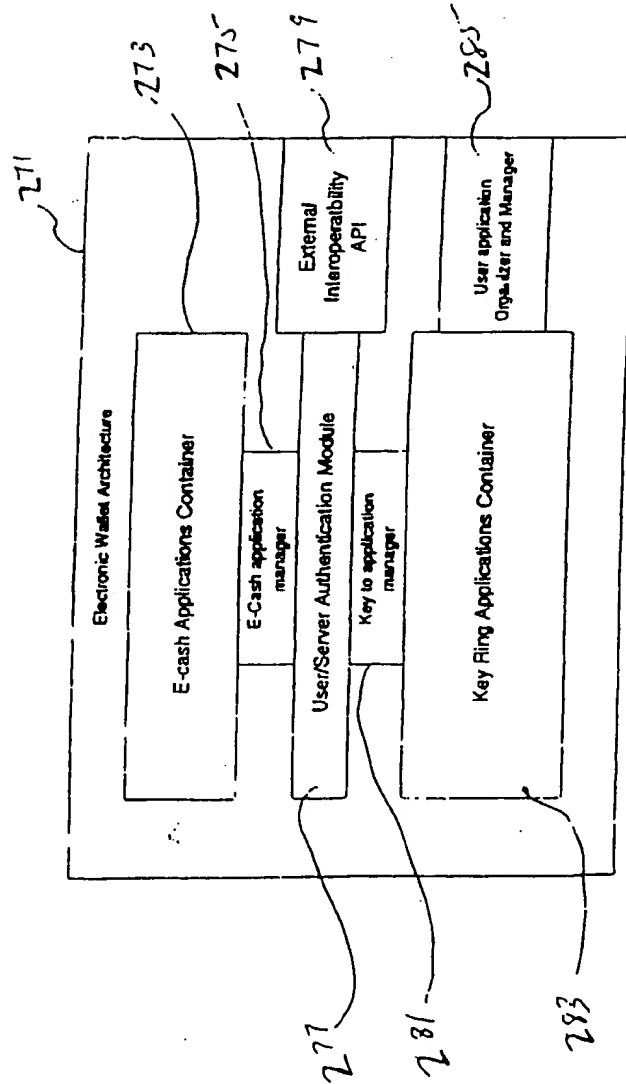 271
Electronic Wallet Architecture
E-cash Applications Container
273
E-Cash application
manager
275
User/Server Authentication Module
277
External
Interoperatbility
API
279
Key to application
manager
281
Key Ring Applications Container
283
User application
Organizer and Manager
285